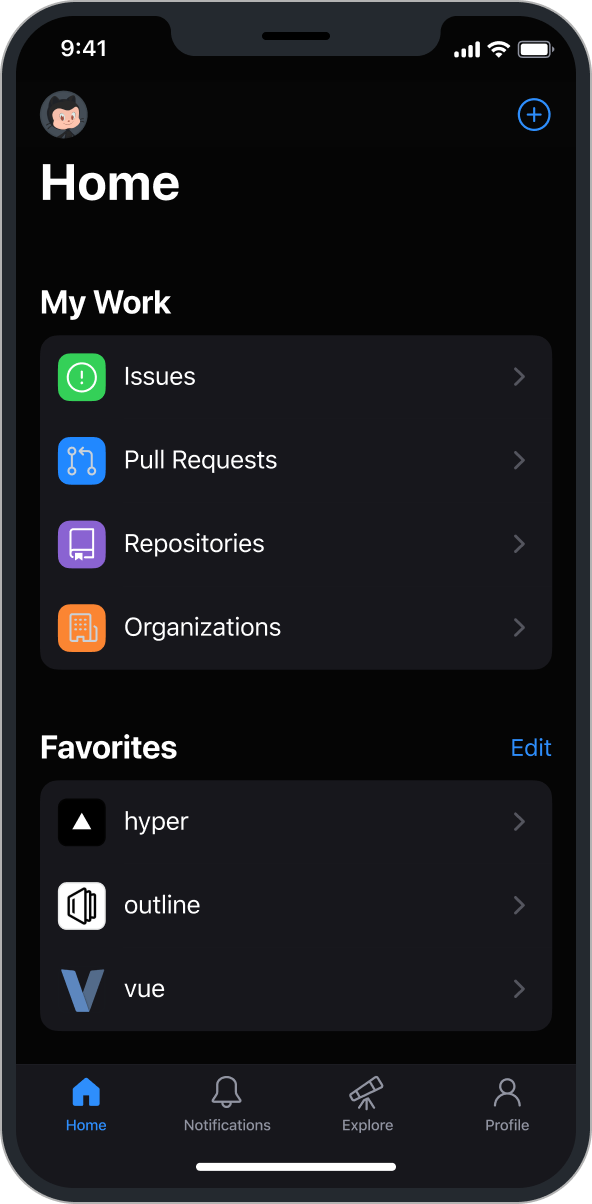 9:41
Home
My Work
Issues
Pull Requests
Repositories
Organizations
Favorites
Edit
hyper
outline
vue
Home
Notifications
Explore
Profile